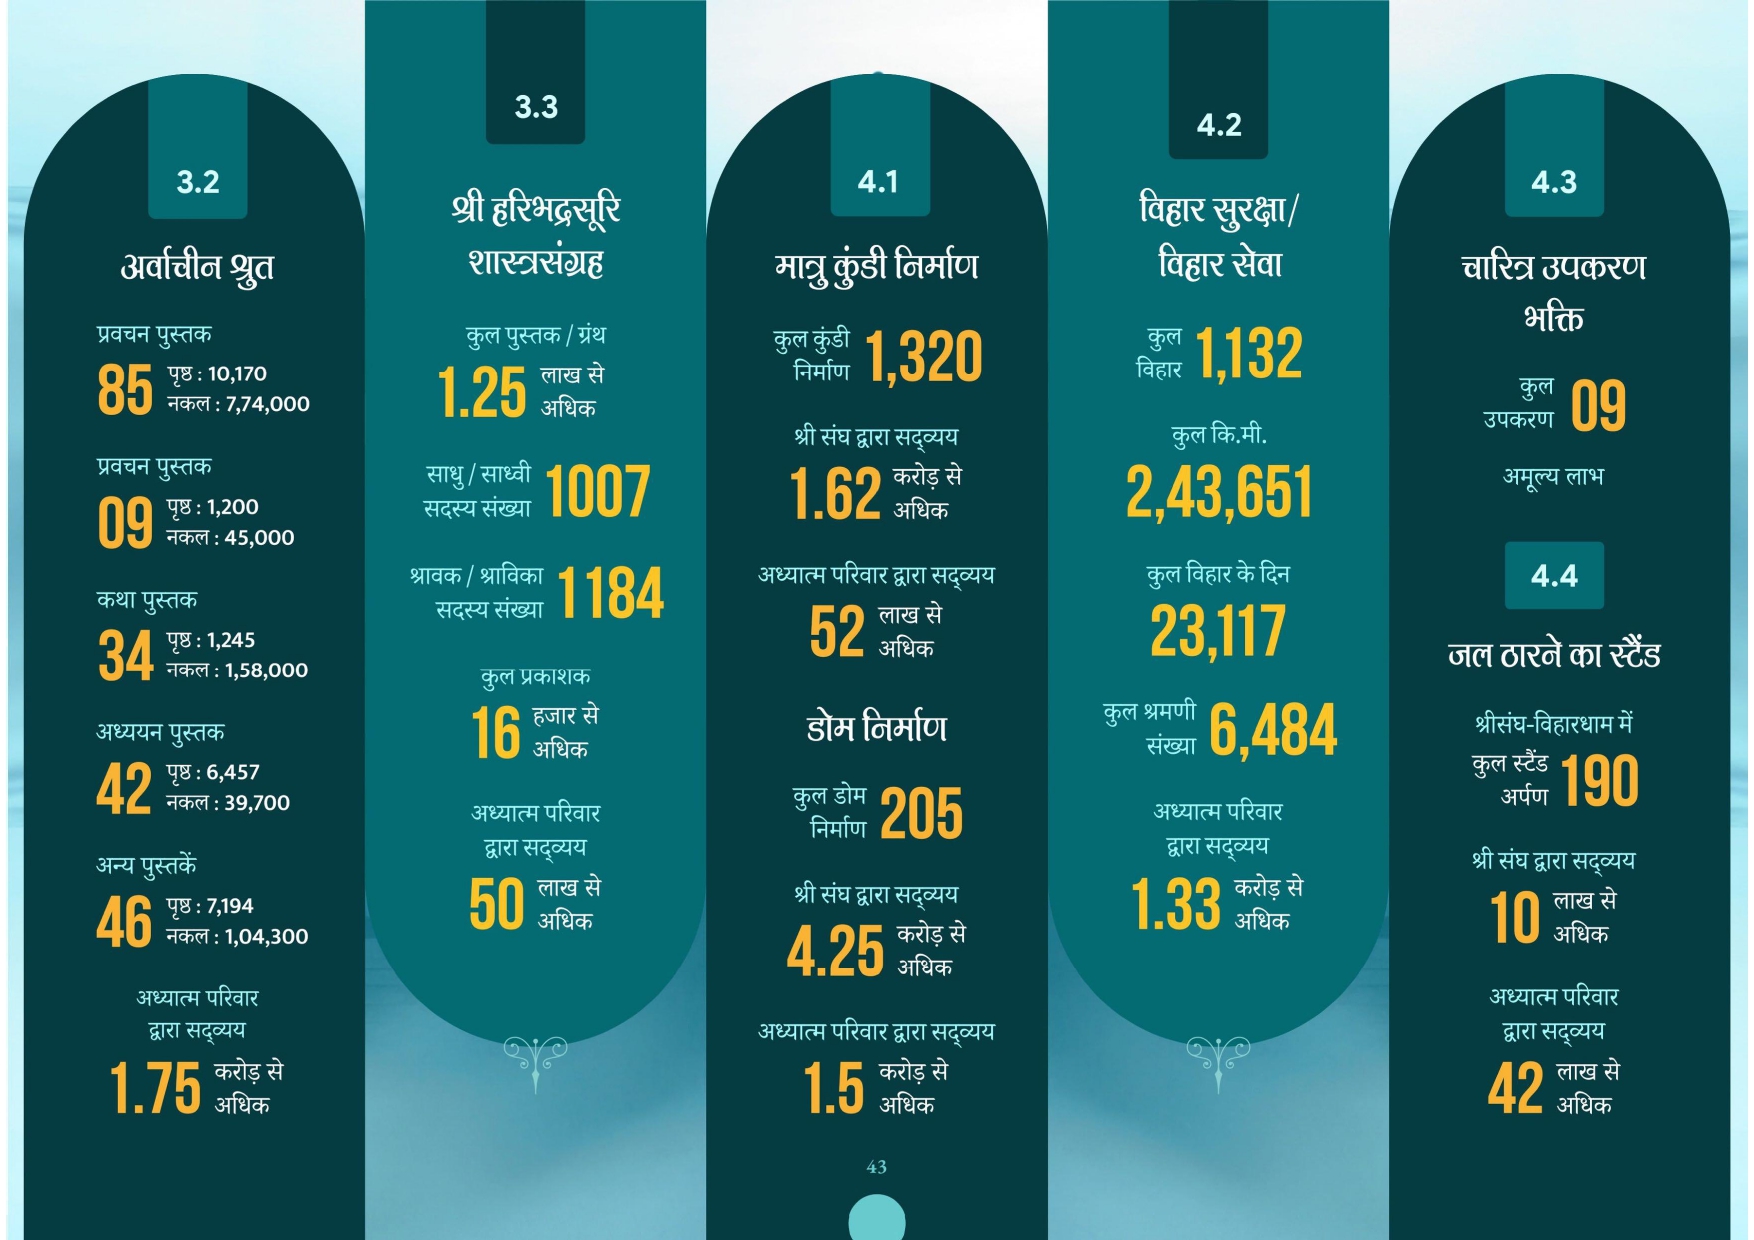 3.2
अर्वाचीन श्रुत
प्रवचन पुस्तक
85 पृष्ठ : 10,170
नकल : 7,74,000
प्रवचन पुस्तक
09 पृष्ठ : 1,200
नकल : 45,000
कथा पुस्तक
34 पृष्ठ : 1,245
नकल : 1,58,000
अध्ययन पुस्तक
42 पृष्ठ : 6,457
नकल : 39,700
अन्य पुस्तकें
46 पृष्ठ : 7,194
नकल : 1,04,300
अध्यात्म परिवार
द्वारा सद्व्यय
1.75 करोड़ से
अधिक
3.3
श्री हरिभद्रसूरि
शास्त्रसंग्रह
कुल पुस्तक / ग्रंथ
1.25 लाख से
अधिक
साधु / साध्वी
सदस्य संख्या 1007
श्रावक / श्राविका
सदस्य संख्या 1184
कुल प्रकाशक
16 हजार से
अधिक
अध्यात्म परिवार
द्वारा सद्व्यय
50 लाख से
अधिक
4.1
मात्रु कुंडी निर्माण
कुल कुंडी
निर्माण 1,320
श्री संघ द्वारा सद्व्यय
1.62 करोड़ से
अधिक
अध्यात्म परिवार द्वारा सद्व्यय
52 लाख से
अधिक
डोम निर्माण
कुल डोम
निर्माण 205
श्री संघ द्वारा सद्व्यय
4.25 करोड़ से
अधिक
अध्यात्म परिवार द्वारा सद्व्यय
1.5 करोड़ से
अधिक
43
4.2
विहार सुरक्षा/
विहार सेवा
कुल
विहार 1,132
कुल कि.मी.
2,43,651
कुल विहार के दिन
23,117
कुल श्रमणी
संख्या 6,484
अध्यात्म परिवार
द्वारा सद्व्यय
1.33 करोड़ से
अधिक
4.3
चारित्र उपकरण
भक्ति
कुल
उपकरण 09
अमूल्य लाभ
4.4
जल ठारने का स्टैंड
श्रीसंघ-विहारधाम में
कुल स्टैंड
अर्पण 190
श्री संघ द्वारा सद्व्यय
10 लाख से
अधिक
अध्यात्म परिवार
द्वारा सद्व्यय
42 लाख से
अधिक